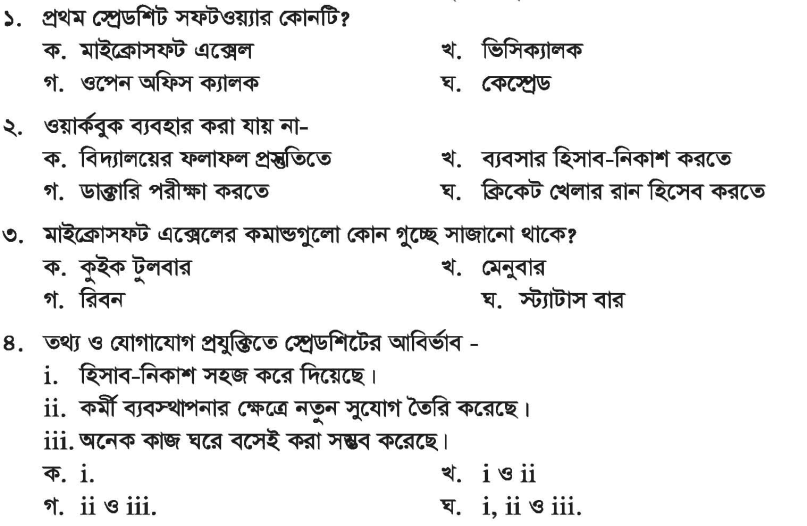 ১. প্রথম স্প্রেডশিট সফটওয়্যার কোনটি?
ক. মাইক্রোসফট এক্সেল খ. ভিসিক্যালক
গ. ওপেন অফিস ক্যালক ঘ. কেস্প্রেড
২. ওয়ার্কবুক ব্যবহার করা যায় না-
ক. বিদ্যালয়ের ফলাফল প্রস্তুতিতে খ. ব্যবসার হিসাব-নিকাশ করতে
গ. ডাক্তারি পরীক্ষা করতে ঘ. ক্রিকেট খেলার রান হিসেব করতে
৩. মাইক্রোসফট এক্সেলের কমান্ডগুলো কোন গুচ্ছে সাজানো থাকে?
ক. কুইক টুলবার খ. মেনুবার
গ. রিবন ঘ. স্ট্যাটাস বার
৪. তথ্য ও যোগাযোগ প্রযুক্তিতে স্প্রেডশিটের আবির্ভাব -
i. হিসাব-নিকাশ সহজ করে দিয়েছে।
ii. কর্মী ব্যবস্থাপনার ক্ষেত্রে নতুন সুযোগ তৈরি করেছে।
iii. অনেক কাজ ঘরে বসেই করা সম্ভব করেছে।
ক. i. খ. i ও ii
গ. ii ও iii. ঘ. i, ii ও iii.